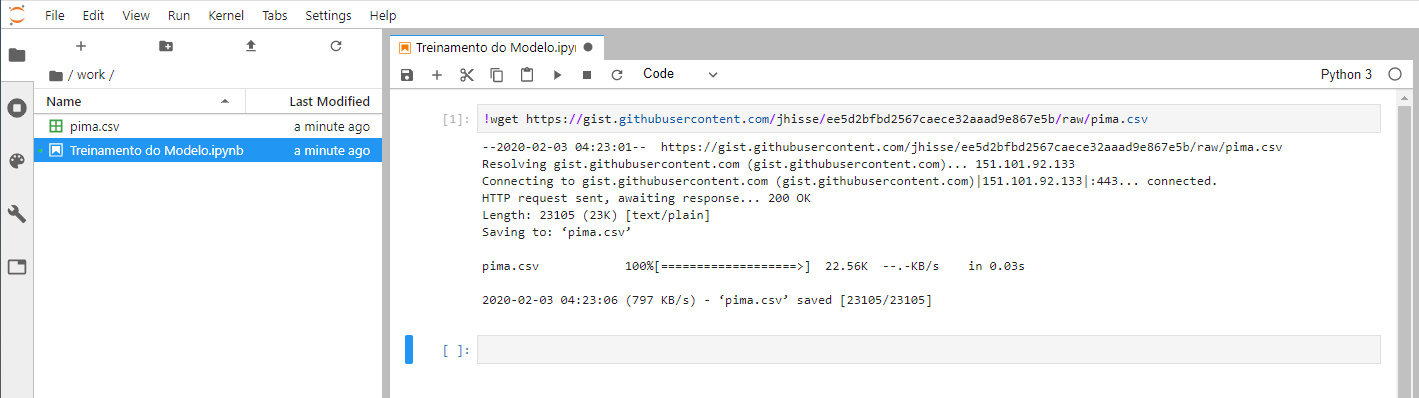 File Edit View Run Kernel Tabs Settings Help
/ work /
Name Last Modified
pima.csv a minute ago
Treinamento do Modelo.ipynb a minute ago
Treinamento do Modelo.ipyn
Code
Python 3
[1]: !wget https://gist.githubusercontent.com/jhisse/ee5d2bfbd2567caece32aaad9e867e5b/raw/pima.csv
--2020-02-03 04:23:01-- https://gist.githubusercontent.com/jhisse/ee5d2bfbd2567caece32aaad9e867e5b/raw/pima.csv
Resolving gist.githubusercontent.com (gist.githubusercontent.com)... 151.101.92.133
Connecting to gist.githubusercontent.com (gist.githubusercontent.com)|151.101.92.133|:443... connected.
HTTP request sent, awaiting response... 200 OK
Length: 23105 (23K) [text/plain]
Saving to: ‘pima.csv’
pima.csv 100%[===================>] 22.56K --.-KB/s in 0.03s
2020-02-03 04:23:06 (797 KB/s) - ‘pima.csv’ saved [23105/23105]
[ ]: